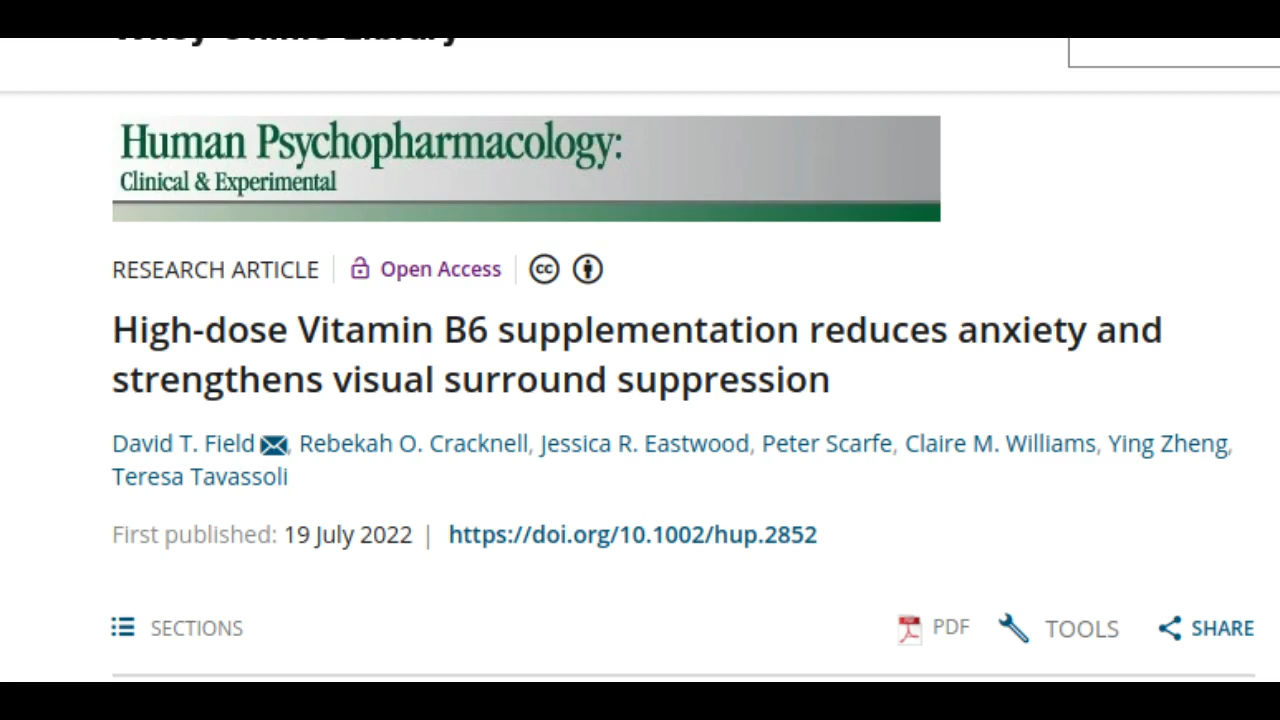 Human Psychopharmacology:
Clinical & Experimental
RESEARCH ARTICLE Open Access
High-dose Vitamin B6 supplementation reduces anxiety and
strengthens visual surround suppression
David T. Field, Rebekah O. Cracknell, Jessica R. Eastwood, Peter Scarfe, Claire M. Williams, Ying Zheng,
Teresa Tavassoli
First published: 19 July 2022 | https://doi.org/10.1002/hup.2852
SECTIONS PDF TOOLS SHARE